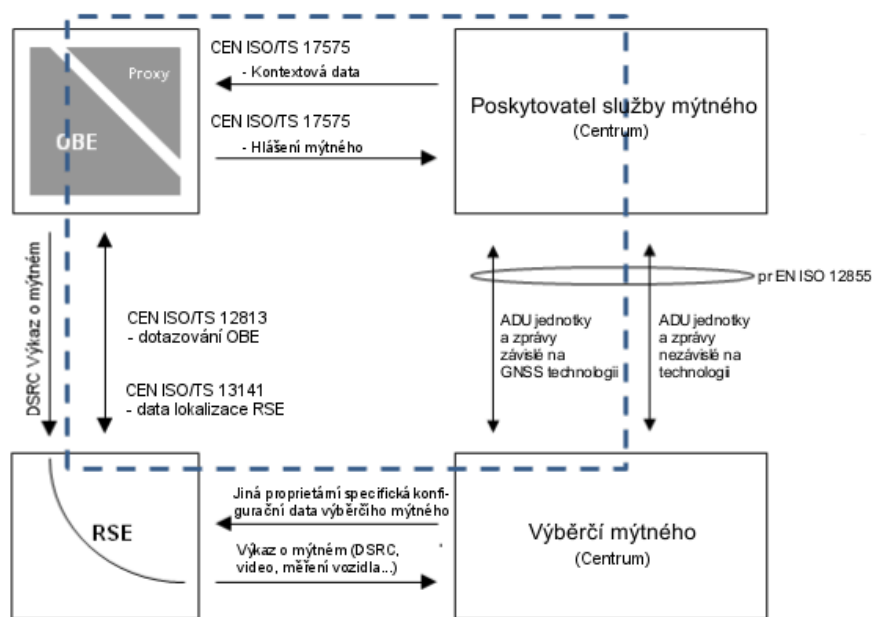 Proxy
OBE
CEN ISO/TS 17575
- Kontextová data
CEN ISO/TS 17575
- Hlášení mýtného
Poskytovatel služby mýtného
(Centrum)
DSRC Výkaz o mýtném
CEN ISO/TS 12813
- dotazování OBE
CEN ISO/TS 13141
- data lokalizace RSE
pr EN ISO 12855
ADU jednotky
a zprávy
závislé na
GNSS technologii
ADU jednotky
a zprávy
nezávislé na
technologii
RSE
Jiná proprietární specifická konfi-
gurační data výběrčího mýtného
Výkaz o mýtném (DSRC,
video, měření vozidla...)
Výběrčí mýtného
(Centrum)